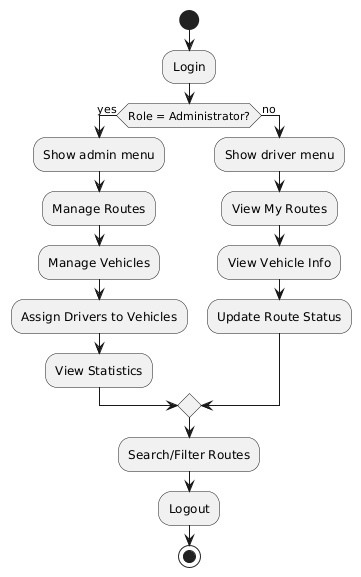 Login
Role = Administrator?
yes
no
Show admin menu
Manage Routes
Manage Vehicles
Assign Drivers to Vehicles
View Statistics
Show driver menu
View My Routes
View Vehicle Info
Update Route Status
Search/Filter Routes
Logout